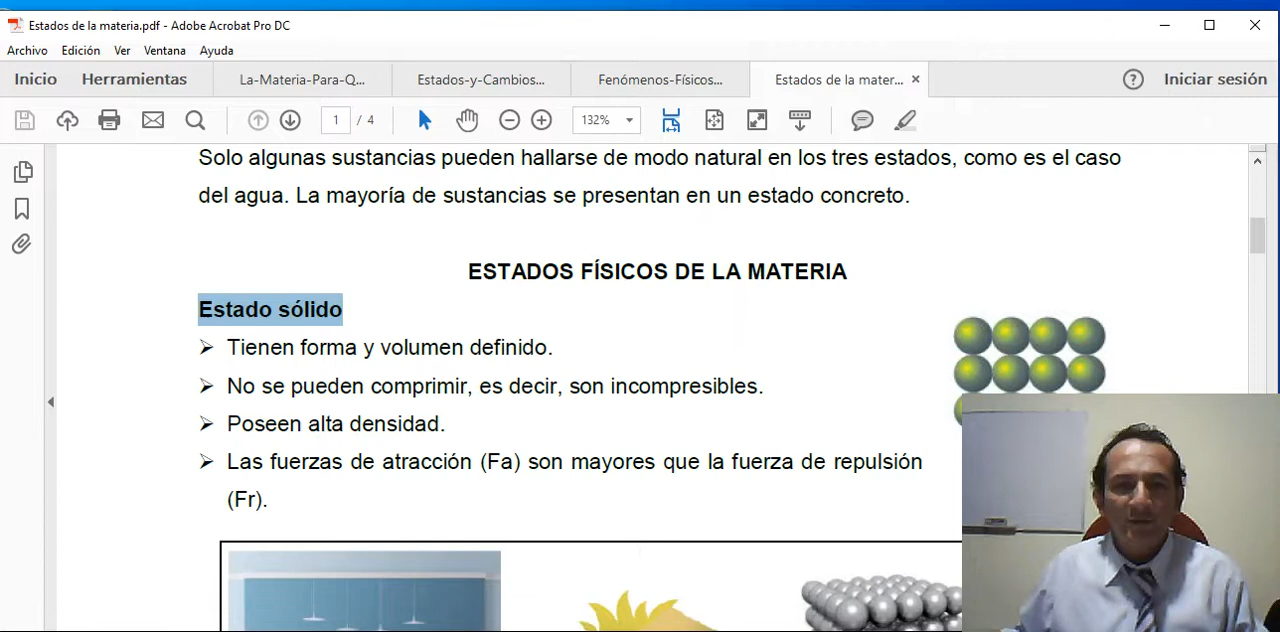 Estados de la materia.pdf - Adobe Acrobat Pro DC
Archivo Edición Ver Ventana Ayuda
Inicio Herramientas La-Materia-Para-Q... Estados-y-Cambios... Fenómenos-Físicos... Estados de la mater... × ? Iniciar sesión
1 / 4 132%
Solo algunas sustancias pueden hallarse de modo natural en los tres estados, como es el caso
del agua. La mayoría de sustancias se presentan en un estado concreto.
ESTADOS FÍSICOS DE LA MATERIA
Estado sólido
➢ Tienen forma y volumen definido.
➢ No se pueden comprimir, es decir, son incompresibles.
➢ Poseen alta densidad.
➢ Las fuerzas de atracción (Fa) son mayores que la fuerza de repulsión
(Fr).